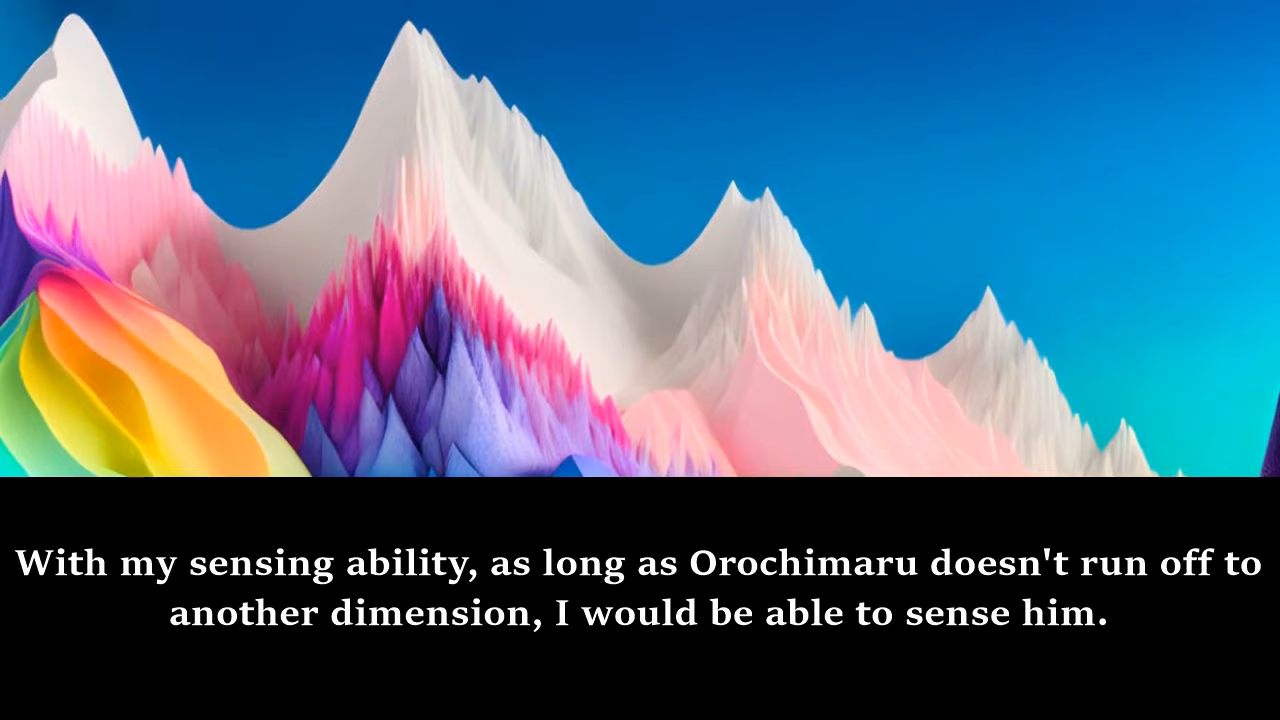 With my sensing ability, as long as Orochimaru doesn't run off to
another dimension, I would be able to sense him.